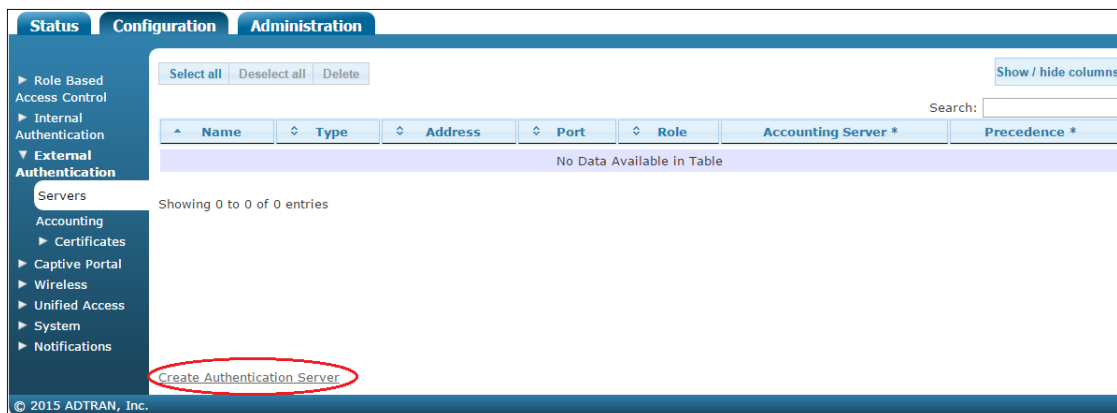 Status Configuration Administration
Role Based
Access Control
Internal
Authentication
External
Authentication
Servers
Accounting
Certificates
Captive Portal
Wireless
Unified Access
System
Notifications
Select all Deselect all Delete
Show / hide columns
Search:
Name Type Address Port Role Accounting Server * Precedence *
No Data Available in Table
Showing 0 to 0 of 0 entries
Create Authentication Server
© 2015 ADTRAN, Inc.